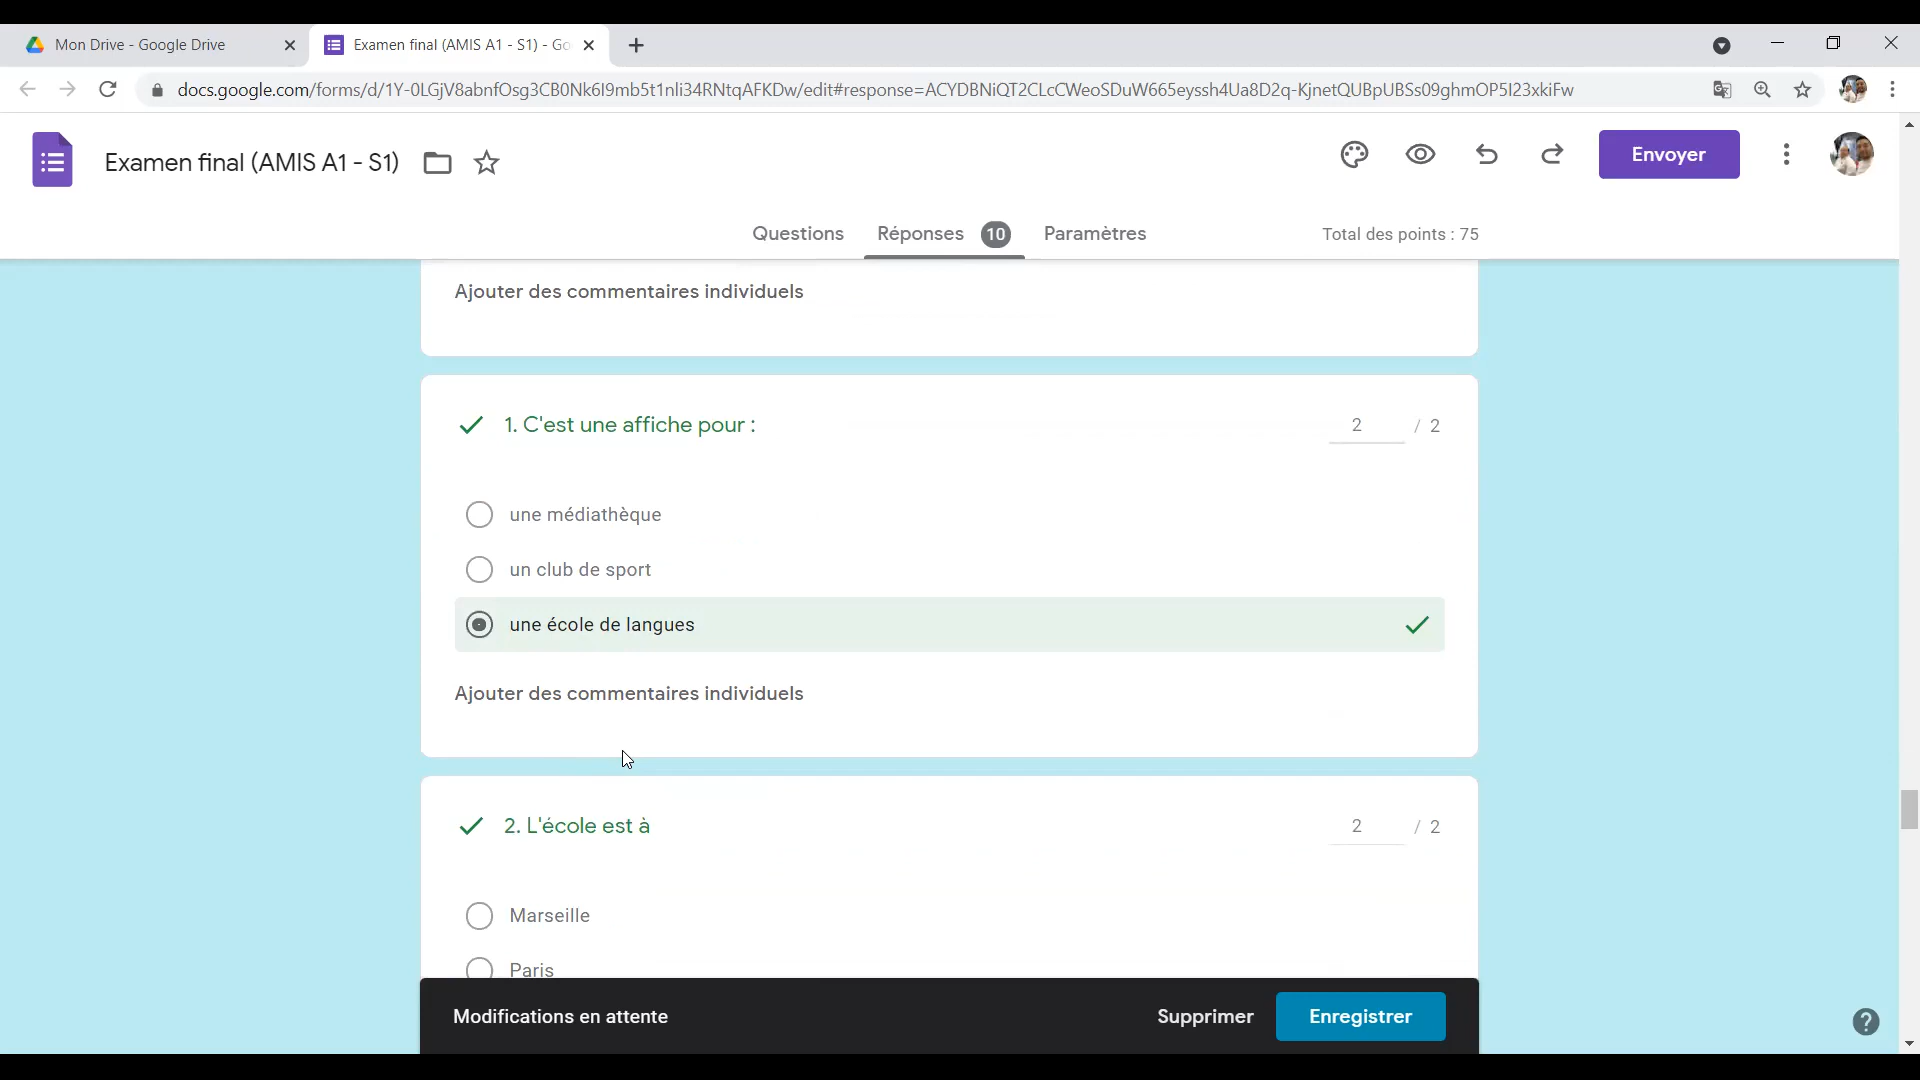 Mon Drive - Google Drive
Examen final (AMIS A1 - S1) - Go
docs.google.com/forms/d/1Y-0LGjV8abnfOsg3CB0Nk6I9mb5t1nli34RNtqAFKDw/edit#response=ACYDBNiQT2CLcCWeoSDuW665eyssh4Ua8D2q-KjnetQUBpUBSs09ghmOP5I23xkiFw
Examen final (AMIS A1 - S1)
Envoyer
Questions Réponses 10 Paramètres Total des points : 75
Ajouter des commentaires individuels
1. C'est une affiche pour : 2 / 2
une médiathèque
un club de sport
une école de langues
Ajouter des commentaires individuels
2. L'école est à 2 / 2
Marseille
Paris
Modifications en attente Supprimer Enregistrer